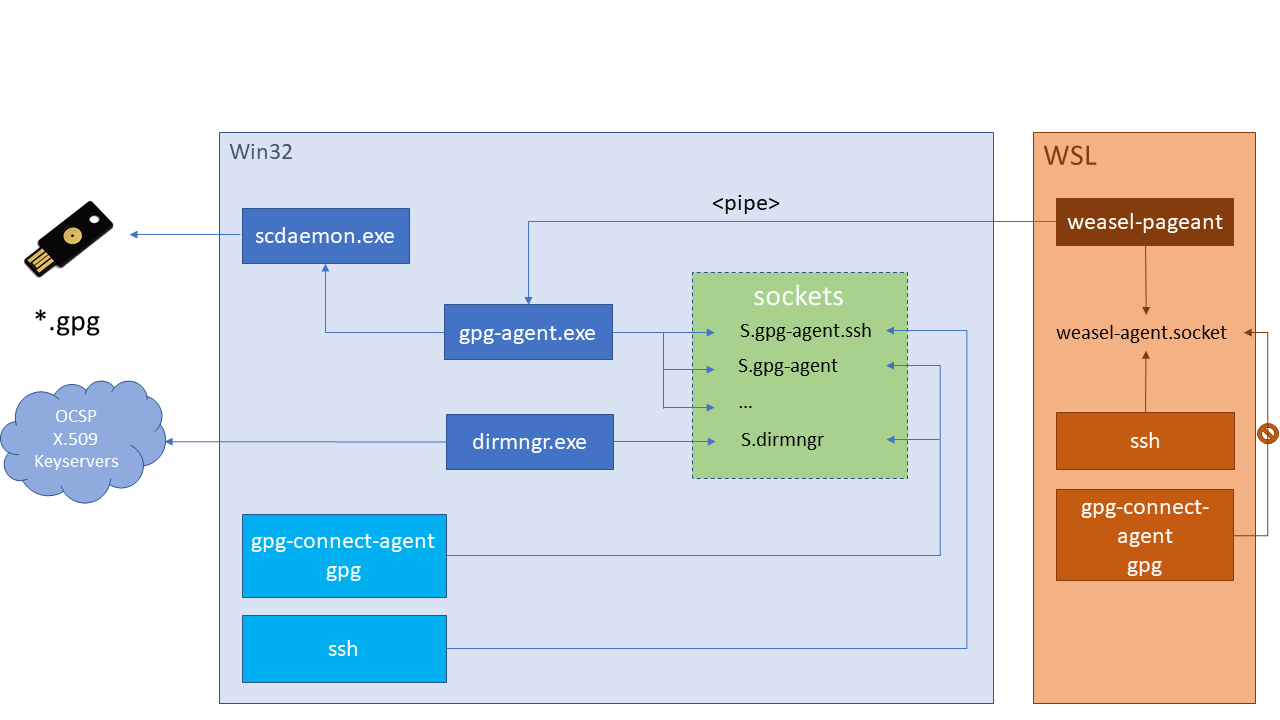 Win32
WSL
<pipe>
scdaemon.exe
weasel-pageant
*.gpg
gpg-agent.exe
sockets
S.gpg-agent.ssh
S.gpg-agent
...
S.dirmngr
weasel-agent.socket
OCSP
X.509
Keyservers
dirmngr.exe
ssh
gpg-connect-agent
gpg
gpg-connect-
agent
gpg
ssh